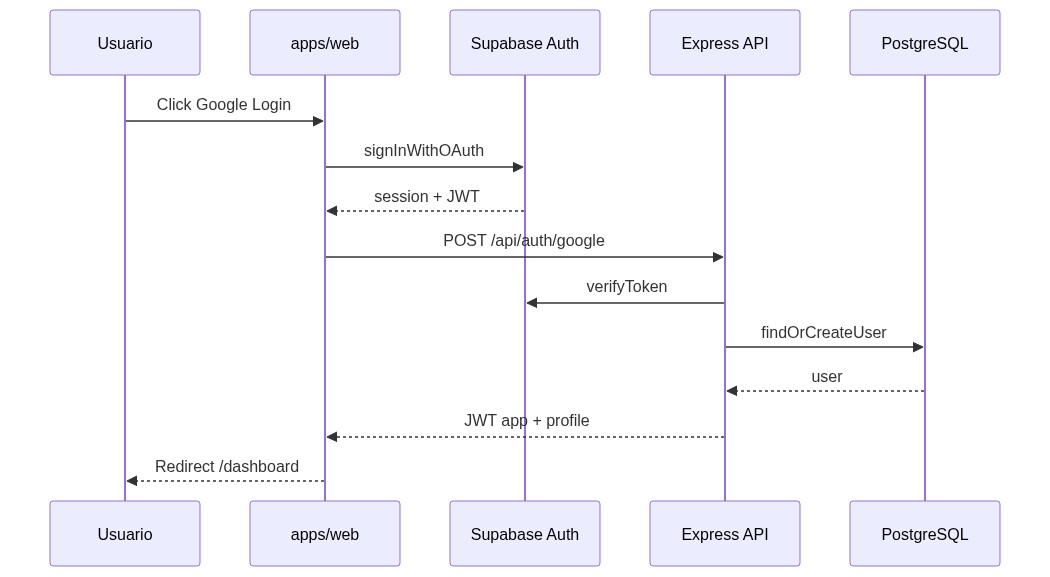 Usuario
apps/web
Supabase Auth
Express API
PostgreSQL
Click Google Login
signInWithOAuth
session + JWT
POST /api/auth/google
verifyToken
findOrCreateUser
user
JWT app + profile
Redirect /dashboard
Usuario
apps/web
Supabase Auth
Express API
PostgreSQL